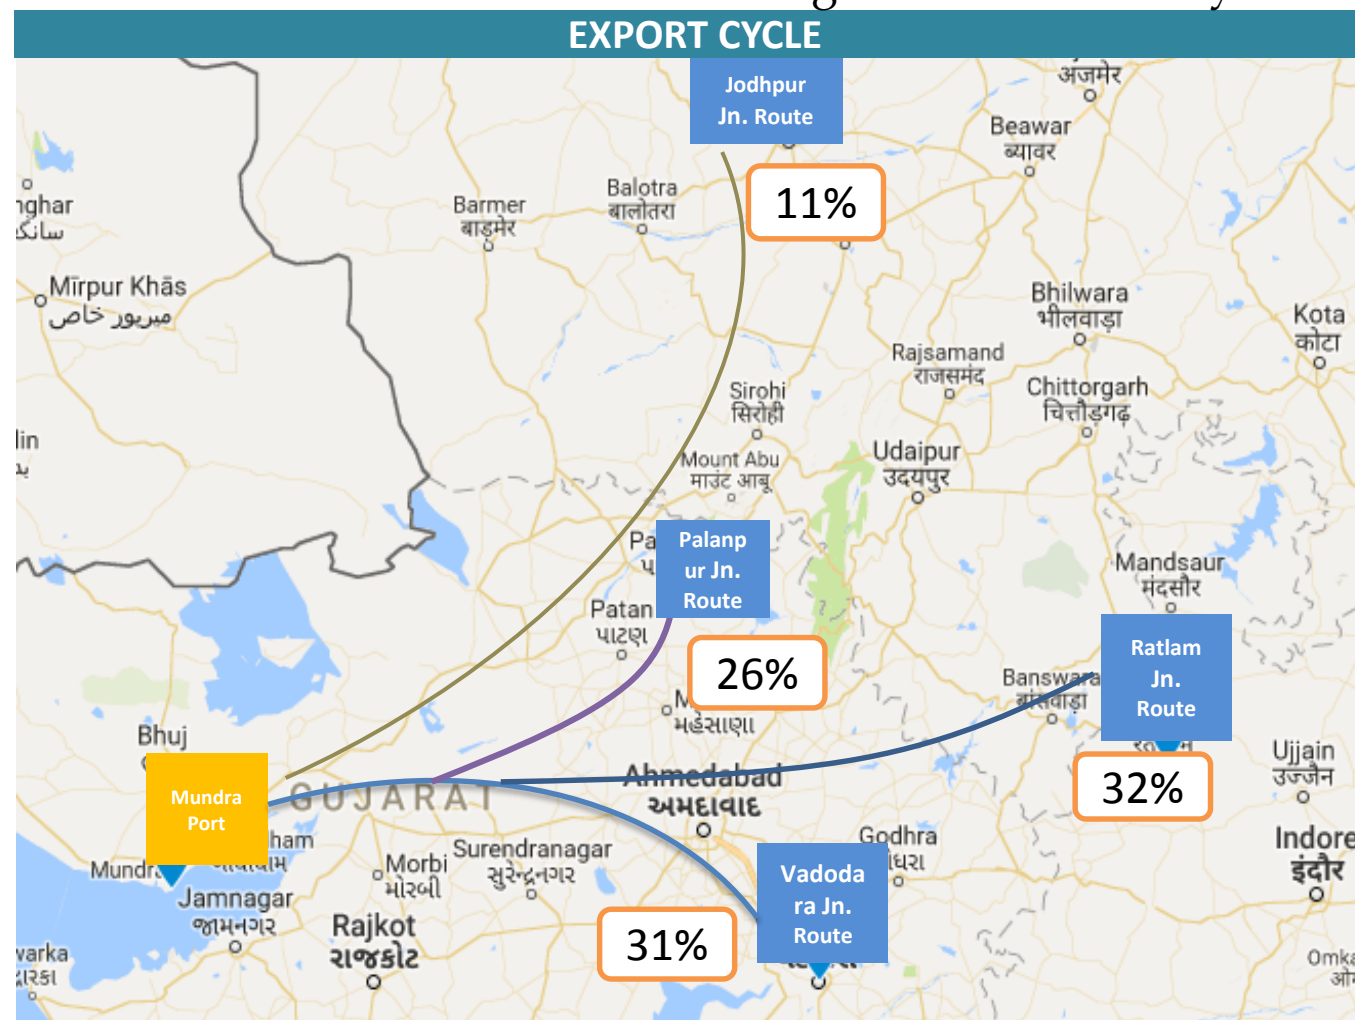 EXPORT CYCLE
Jodhpur
Jn. Route
11%
अजमेर
Beawar
ब्यावर
Balotra
बालोतरा
Barmer
बाड़मेर
Mīrpur Khās
میرپور خاص
Bhilwara
भीलवाड़ा
Kota
कोटा
Rajsamand
राजसमंद
Chittorgarh
चित्तौड़गढ़
Sirohi
सिरोही
Udaipur
उदयपुर
Mount Abu
माउंट आबू
Palanp
ur Jn.
Route
Patan
પાટણ
26%
મહેસાણા
Mandsaur
मंदसौर
Ratlam
Jn.
Route
Banswara
बांसवाड़ा
32%
Ujjain
उज्जैन
Indore
इंदौर
Bhuj
Mundra
Port
GUJARAT
Ahmedabad
અમદાવાદ
Godhra
Surendranagar
સુરેન્દ્રનગર
Morbi
મોરબી
Jamnagar
જામનગર
Rajkot
રાજકોટ
Vadoda
ra Jn.
Route
31%